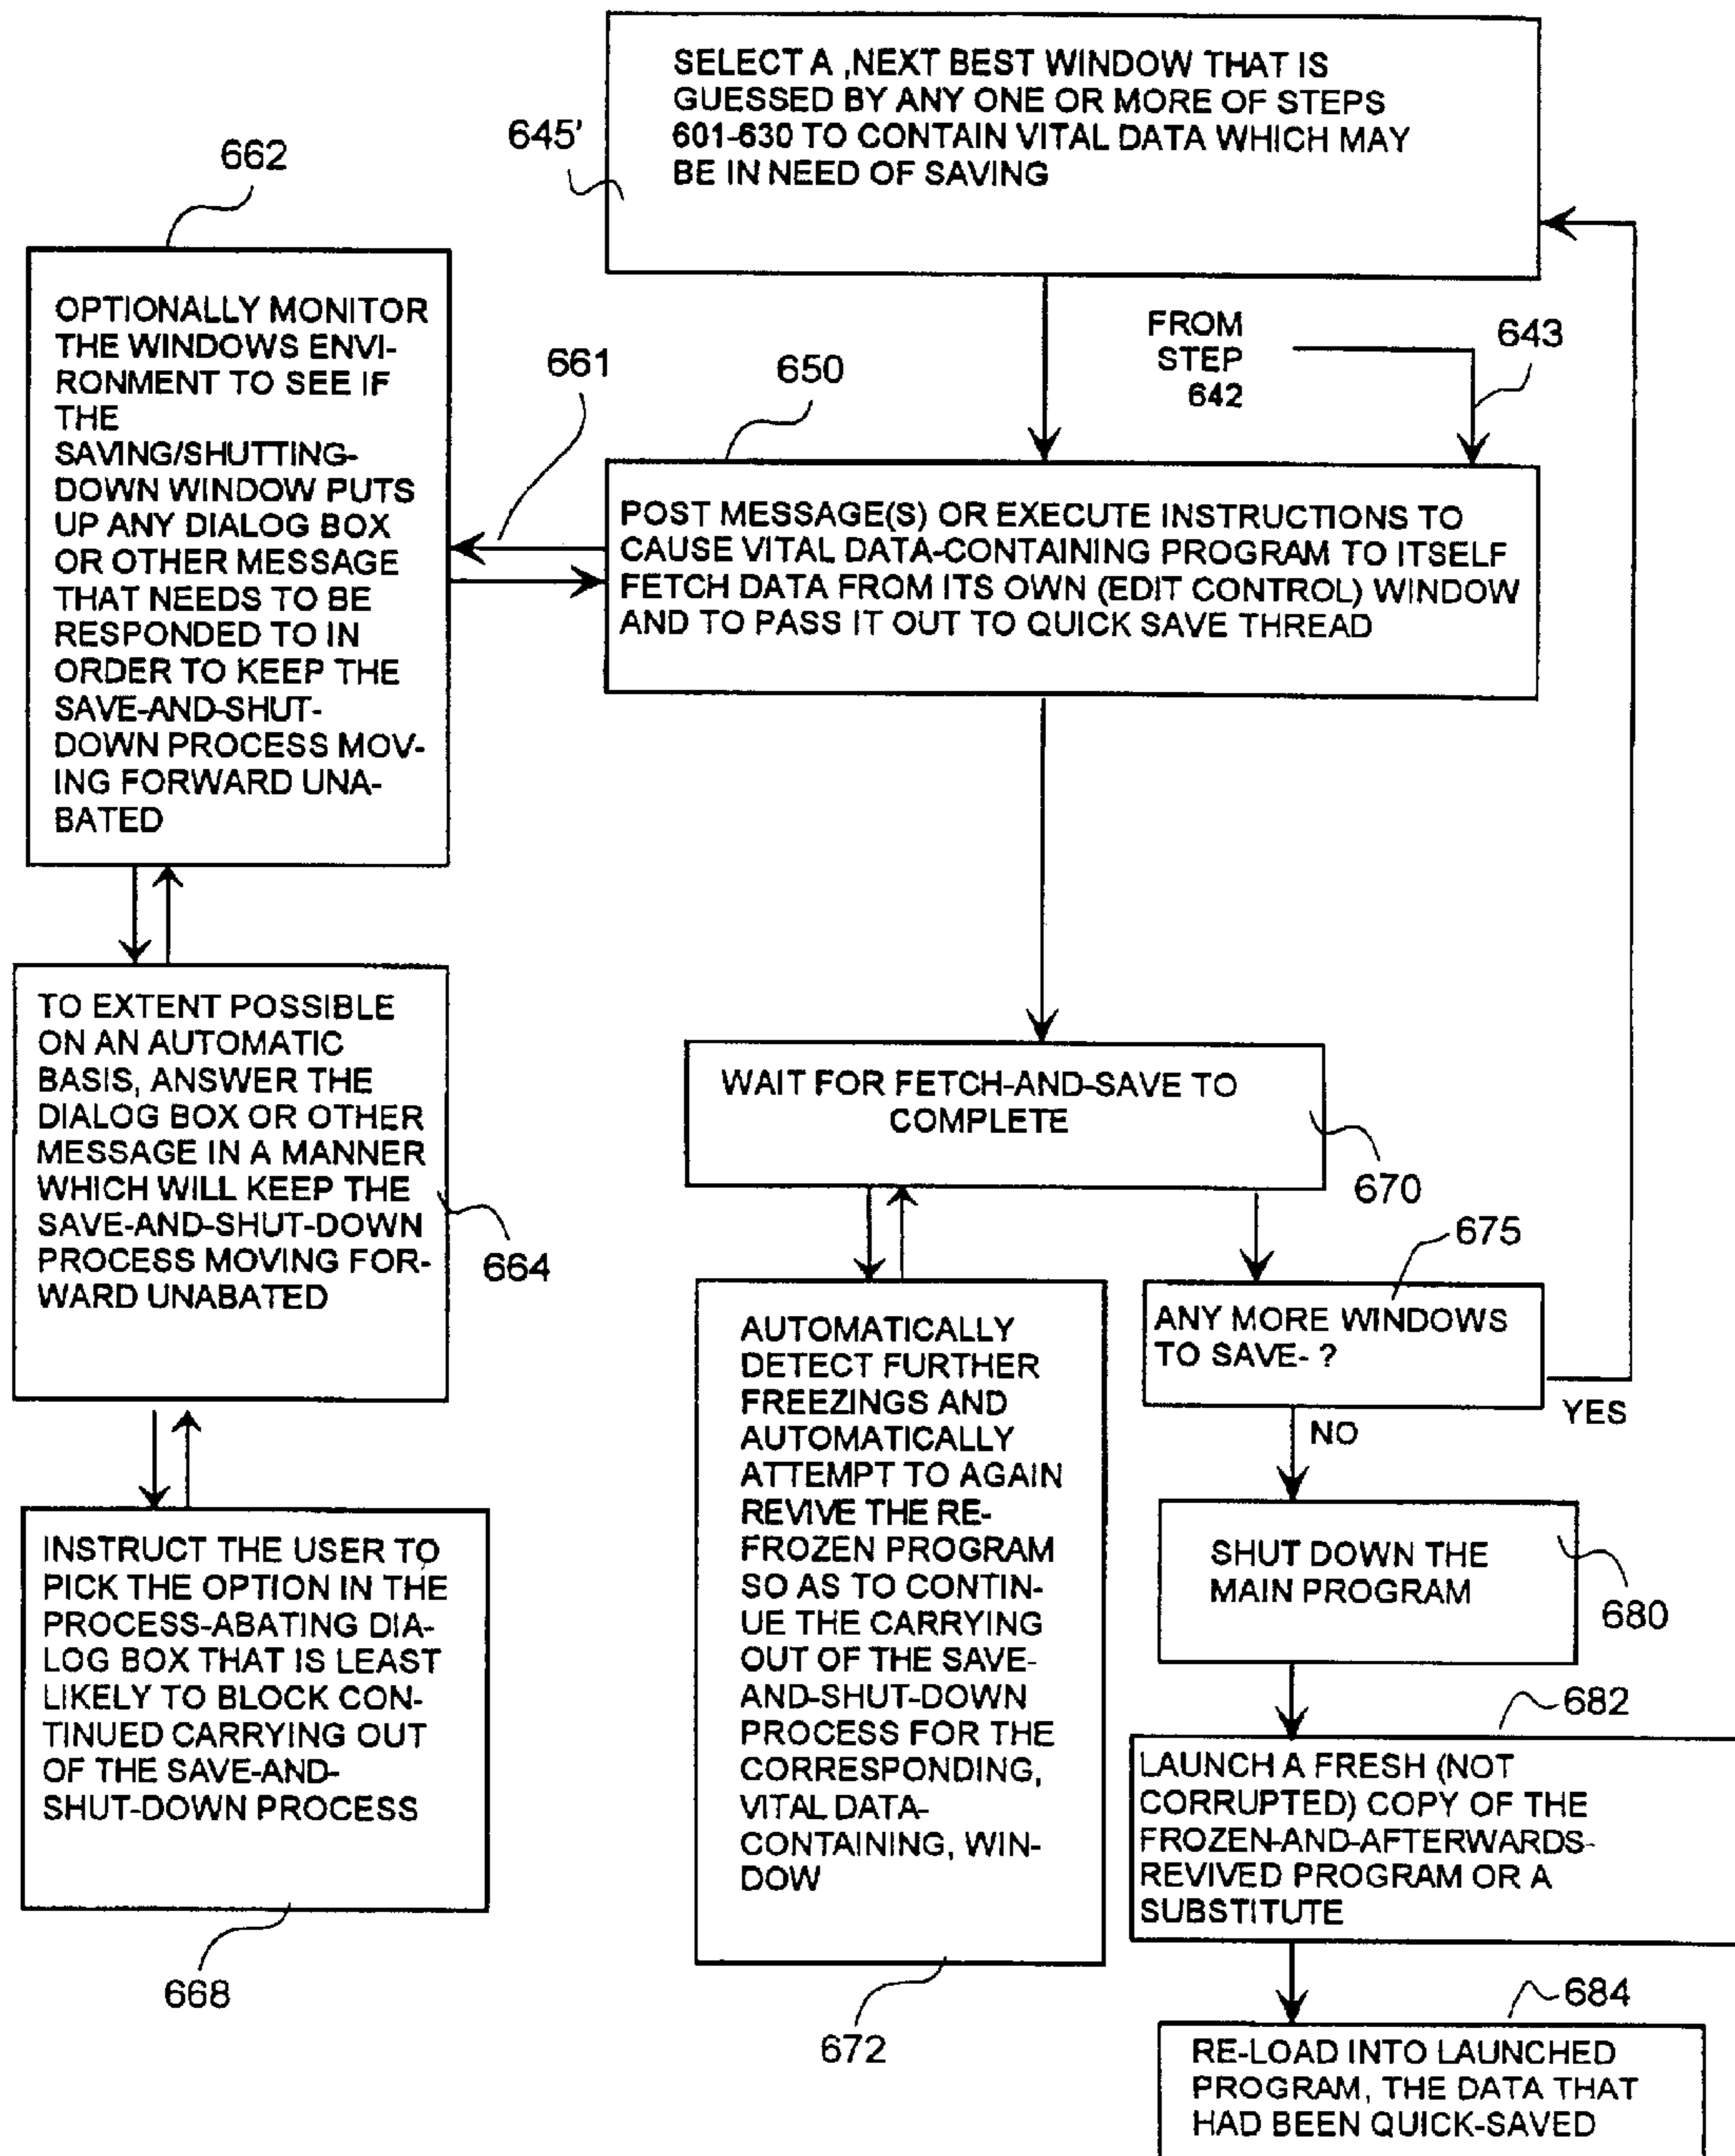 SELECT A ,NEXT BEST WINDOW THAT IS
GUESSED BY ANY ONE OR MORE OF STEPS
601-630 TO CONTAIN VITAL DATA WHICH MAY
BE IN NEED OF SAVING
645'
662
OPTIONALLY MONITOR
THE WINDOWS ENVI-
RONMENT TO SEE IF
THE
SAVING/SHUTTING-
DOWN WINDOW PUTS
UP ANY DIALOG BOX
OR OTHER MESSAGE
THAT NEEDS TO BE
RESPONDED TO IN
ORDER TO KEEP THE
SAVE-AND-SHUT-
DOWN PROCESS MOV-
ING FORWARD UNA-
BATED
661
650
FROM
STEP
642
643
POST MESSAGE(S) OR EXECUTE INSTRUCTIONS TO
CAUSE VITAL DATA-CONTAINING PROGRAM TO ITSELF
FETCH DATA FROM ITS OWN (EDIT CONTROL) WINDOW
AND TO PASS IT OUT TO QUICK SAVE THREAD
TO EXTENT POSSIBLE
ON AN AUTOMATIC
BASIS, ANSWER THE
DIALOG BOX OR OTHER
MESSAGE IN A MANNER
WHICH WILL KEEP THE
SAVE-AND-SHUT-DOWN
PROCESS MOVING FOR-
WARD UNABATED
664
WAIT FOR FETCH-AND-SAVE TO
COMPLETE
670
675
ANY MORE WINDOWS
TO SAVE- ?
YES
NO
AUTOMATICALLY
DETECT FURTHER
FREEZINGS AND
AUTOMATICALLY
ATTEMPT TO AGAIN
REVIVE THE RE-
FROZEN PROGRAM
SO AS TO CONTIN-
UE THE CARRYING
OUT OF THE SAVE-
AND-SHUT-DOWN
PROCESS FOR THE
CORRESPONDING,
VITAL DATA-
CONTAINING, WIN-
DOW
672
INSTRUCT THE USER TO
PICK THE OPTION IN THE
PROCESS-ABATING DIA-
LOG BOX THAT IS LEAST
LIKELY TO BLOCK CON-
TINUED CARRYING OUT
OF THE SAVE-AND-
SHUT-DOWN PROCESS
668
SHUT DOWN THE
MAIN PROGRAM
680
682
LAUNCH A FRESH (NOT
CORRUPTED) COPY OF THE
FROZEN-AND-AFTERWARDS-
REVIVED PROGRAM OR A
SUBSTITUTE
684
RE-LOAD INTO LAUNCHED
PROGRAM, THE DATA THAT
HAD BEEN QUICK-SAVED